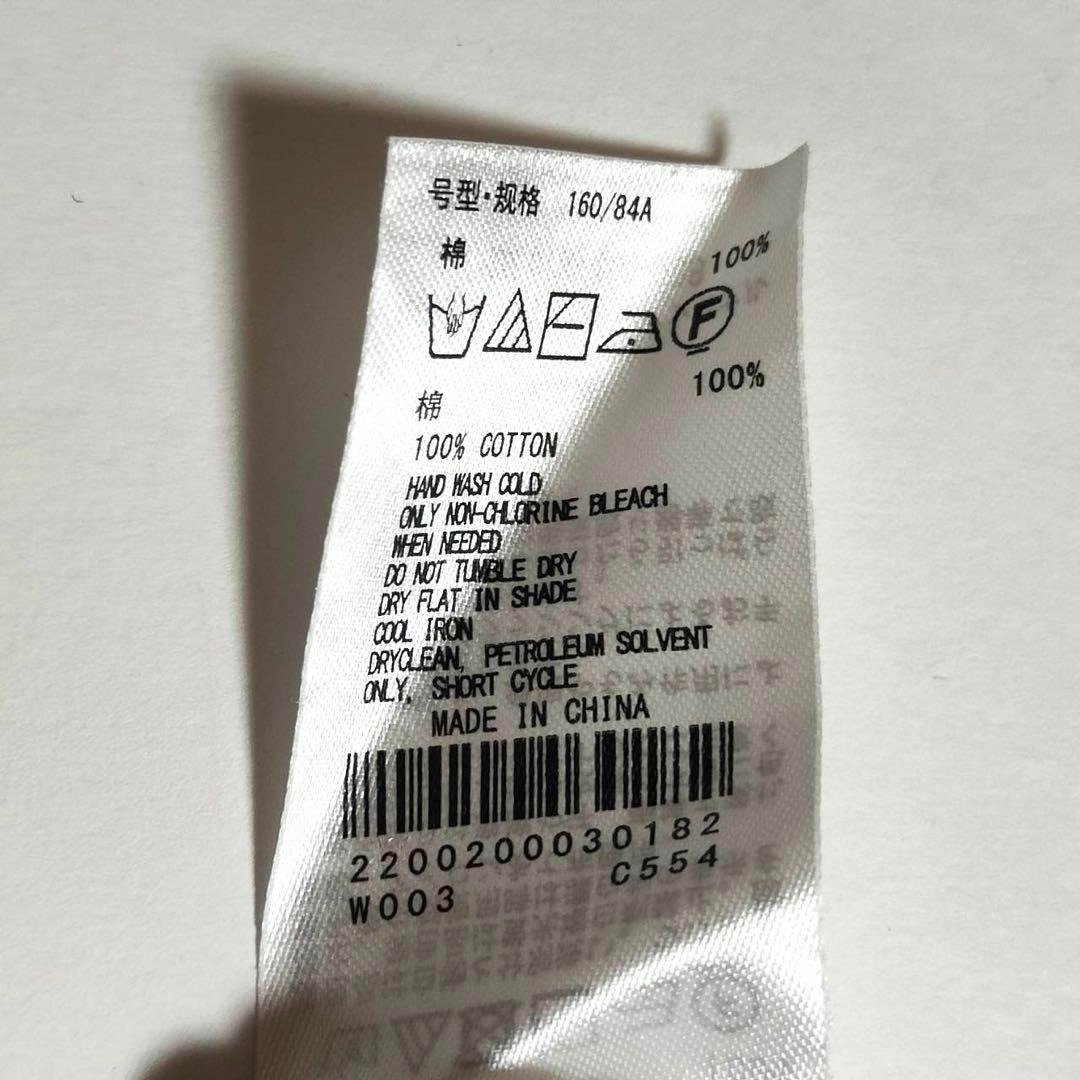 号型·规格 160/84A
棉 100%
F
棉 100%
100% COTTON
HAND WASH COLD
ONLY NON-CHLORINE BLEACH
WHEN NEEDED
DO NOT TUMBLE DRY
DRY FLAT IN SHADE
COOL IRON
DRYCLEAN, PETROLEUM SOLVENT
ONLY, SHORT CYCLE
MADE IN CHINA
2200200030182
W003 C554